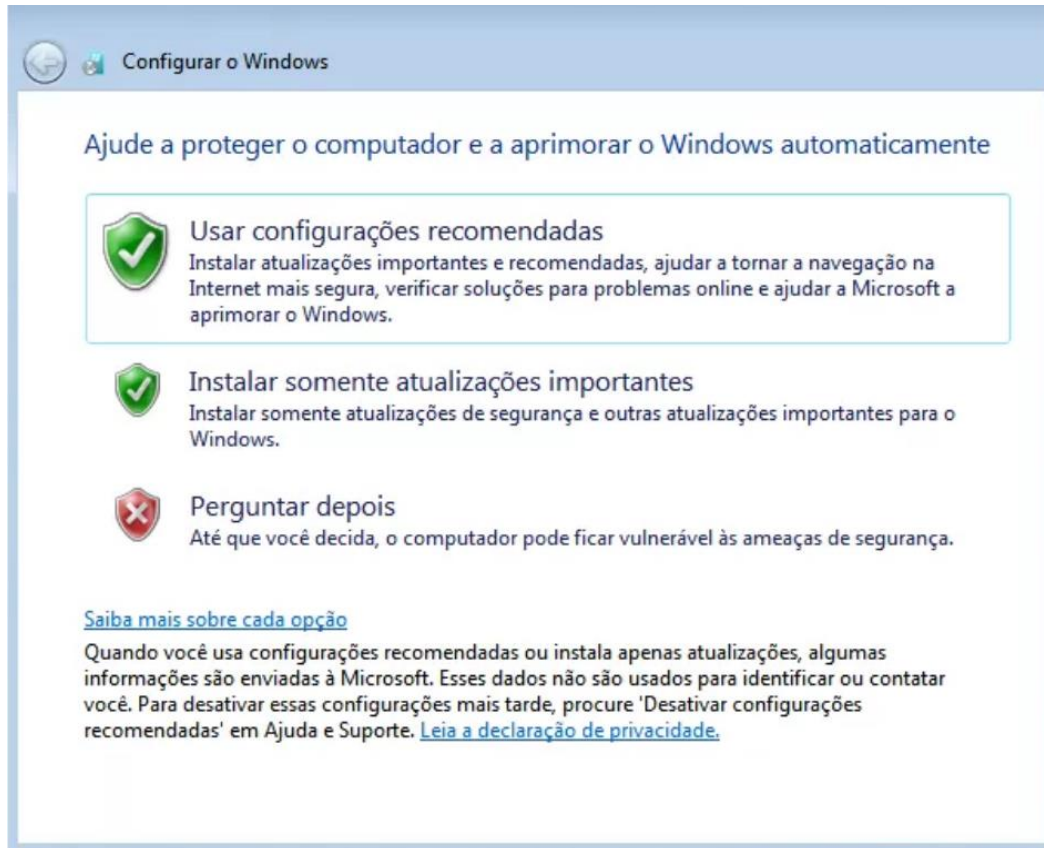 Configurar o Windows
Ajude a proteger o computador e a aprimorar o Windows automaticamente
Usar configurações recomendadas
Instalar atualizações importantes e recomendadas, ajudar a tornar a navegação na
Internet mais segura, verificar soluções para problemas online e ajudar a Microsoft a
aprimorar o Windows.
Instalar somente atualizações importantes
Instalar somente atualizações de segurança e outras atualizações importantes para o
Windows.
Perguntar depois
Até que você decida, o computador pode ficar vulnerável às ameaças de segurança.
Saiba mais sobre cada opção
Quando você usa configurações recomendadas ou instala apenas atualizações, algumas
informações são enviadas à Microsoft. Esses dados não são usados para identificar ou contatar
você. Para desativar essas configurações mais tarde, procure 'Desativar configurações
recomendadas' em Ajuda e Suporte. Leia a declaração de privacidade.